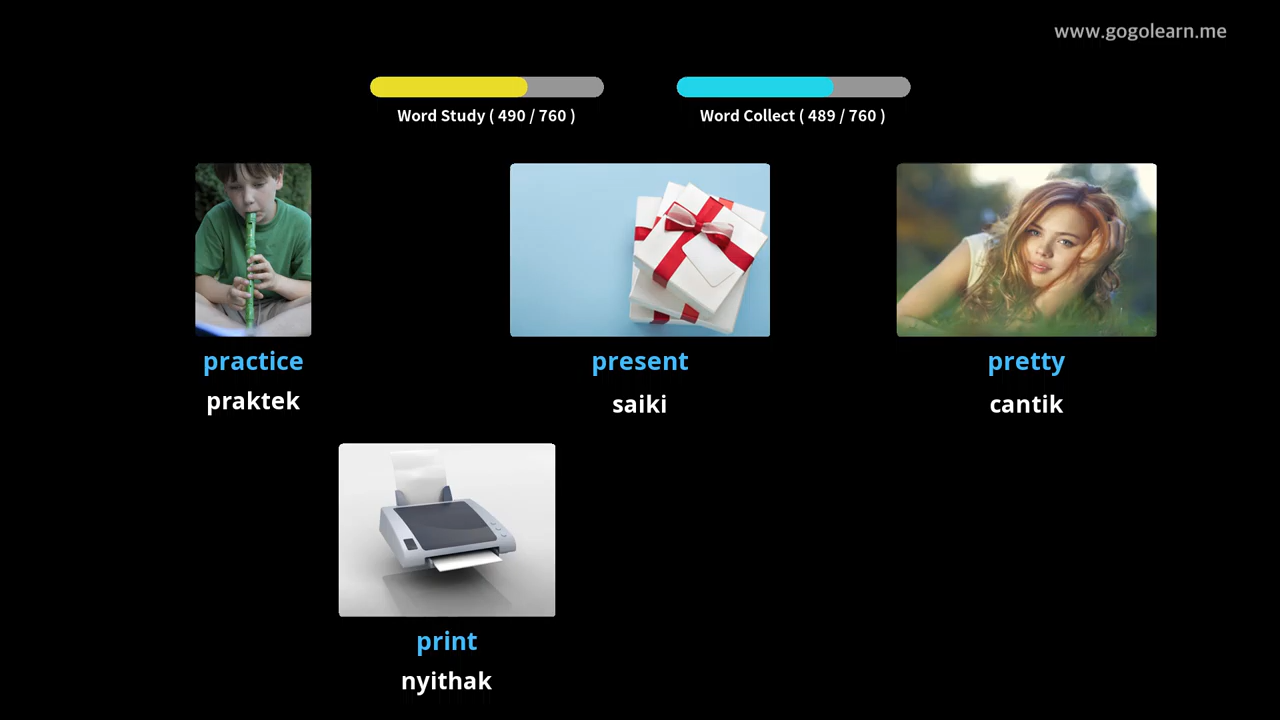 www.gogolearn.me
Word Study ( 490 / 760 )
Word Collect ( 489 / 760 )
practice
praktek
present
saiki
pretty
cantik
print
nyithak